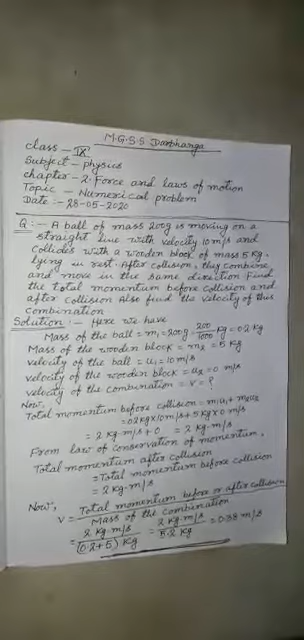 M.G.S.S Darbhanga
class - IX
Subject - physics
chapter - 2. Force and laws of motion
Topic - Numerical problem
Date :- 28-05-2020
Q :- A ball of mass 200g is moving on a
straight line with velocity 10 m/s and
collides with a wooden block of mass 5 kg.
lying in rest. After collision, they combine
and move in the same direction Find
the total momentum before collision and
after collision Also find the velocity of this
combination
Solution :- Here we have
Mass of the ball = m₁ = 200g = 200/1000 kg = 0.2 kg
Mass of the wooden block = m₂ = 5 kg
velocity of the ball = u₁ = 10 m/s
velocity of the wooden block = u₂ = 0 m/s
velocity of the combination = v = ?
Now,
Total momentum before collision = m₁u₁ + m₂u₂
= 0.2 kg x 10 m/s + 5 kg x 0 m/s
= 2 kg.m/s + 0 = 2 kg.m/s
From law of conservation of momentum,
Total momentum after collision
= Total momentum before collision
= 2 kg.m/s
Now,
v = Total momentum before or after collision / Mass of the combination
= 2 kg.m/s / (0.2+5) kg = 2 kg.m/s / 5.2 kg = 0.38 m/s